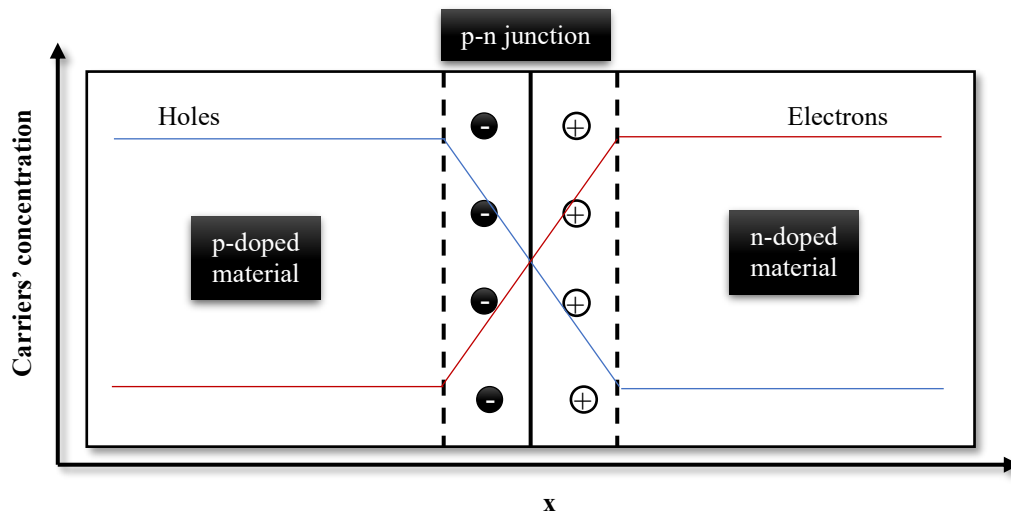 p-n junction
Holes
Electrons
-
+
-
+
p-doped
material
n-doped
material
-
+
-
+
Carriers’ concentration
x